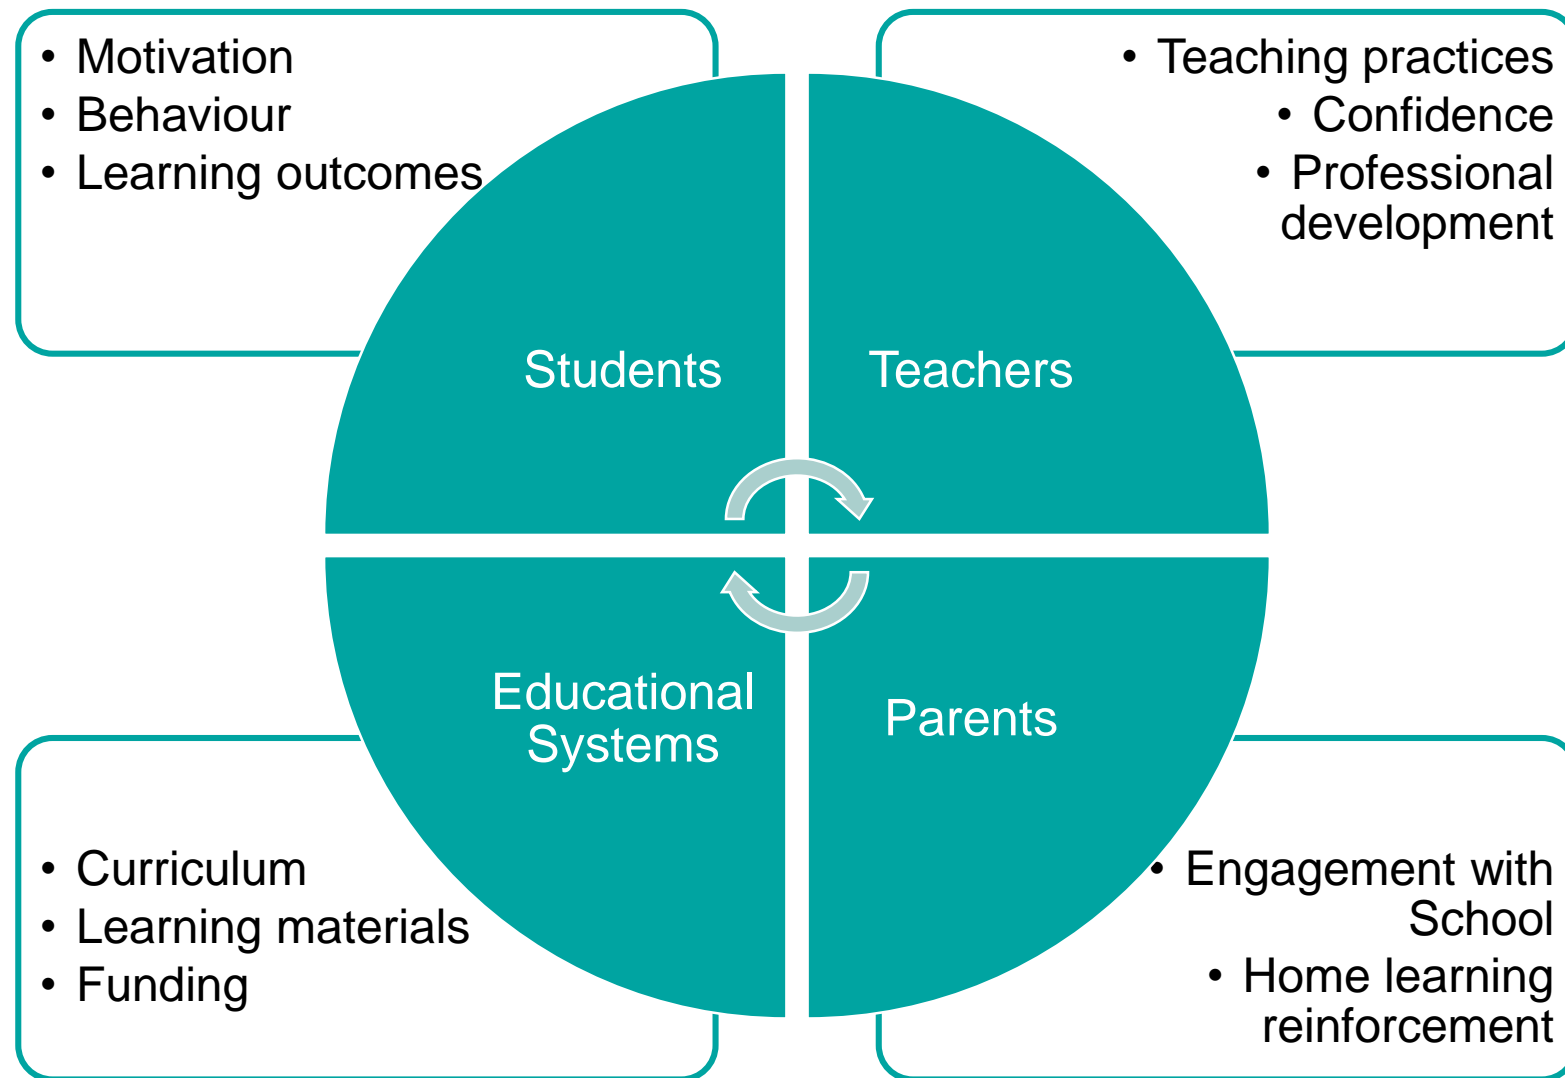 • Motivation
• Behaviour
• Learning outcomes
• Teaching practices
• Confidence
• Professional
development
Students
Teachers
Educational
Systems
Parents
• Curriculum
• Learning materials
• Funding
• Engagement with
School
• Home learning
reinforcement